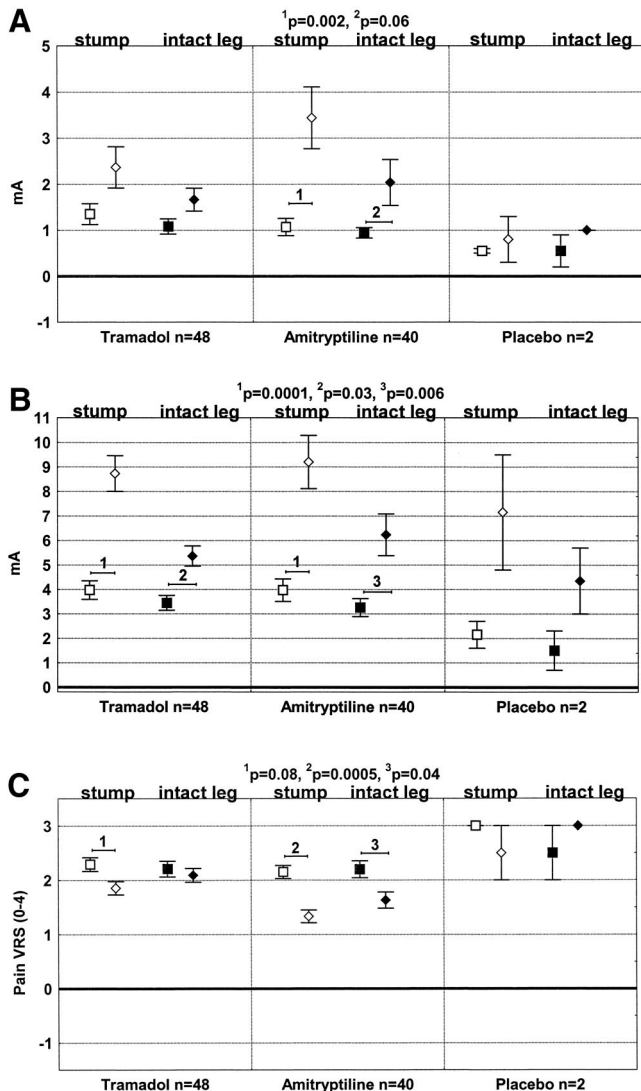 A
¹p=0.002, ²p=0.06
stump intact leg stump intact leg stump intact leg
5
4
3
2
1
0
-1
mA
1
2
Tramadol n=48 Amitryptiline n=40 Placebo n=2
B
¹p=0.0001, ²p=0.03, ³p=0.006
stump intact leg stump intact leg stump intact leg
11
10
9
8
7
6
5
4
3
2
1
0
mA
1
2
1
3
Tramadol n=48 Amitryptiline n=40 Placebo n=2
C
¹p=0.08, ²p=0.0005, ³p=0.04
stump intact leg stump intact leg stump intact leg
3
2
1
0
-1
Pain VRS (0-4)
1
2
3
Tramadol n=48 Amitryptiline n=40 Placebo n=2